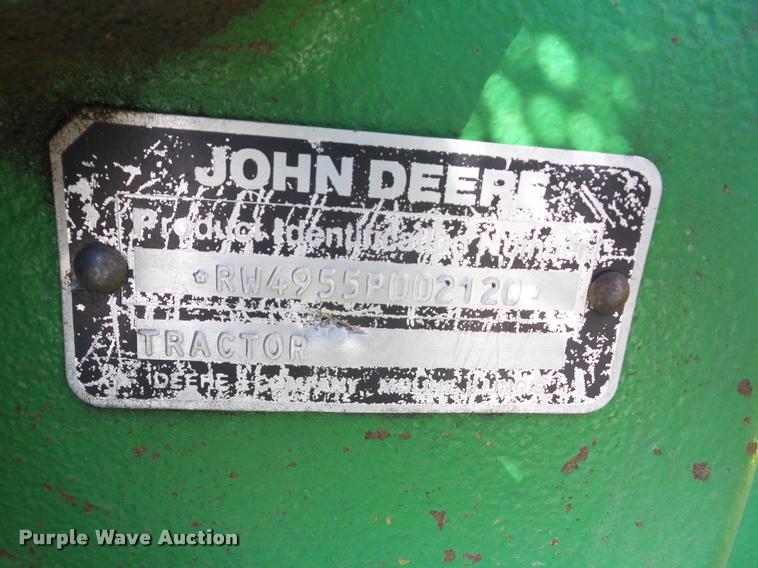 JOHN DEERE
Product Identification Number
*RW4955P002120*
TRACTOR
DEERE & COMPANY MOLINE, ILLINOIS
Purple Wave Auction